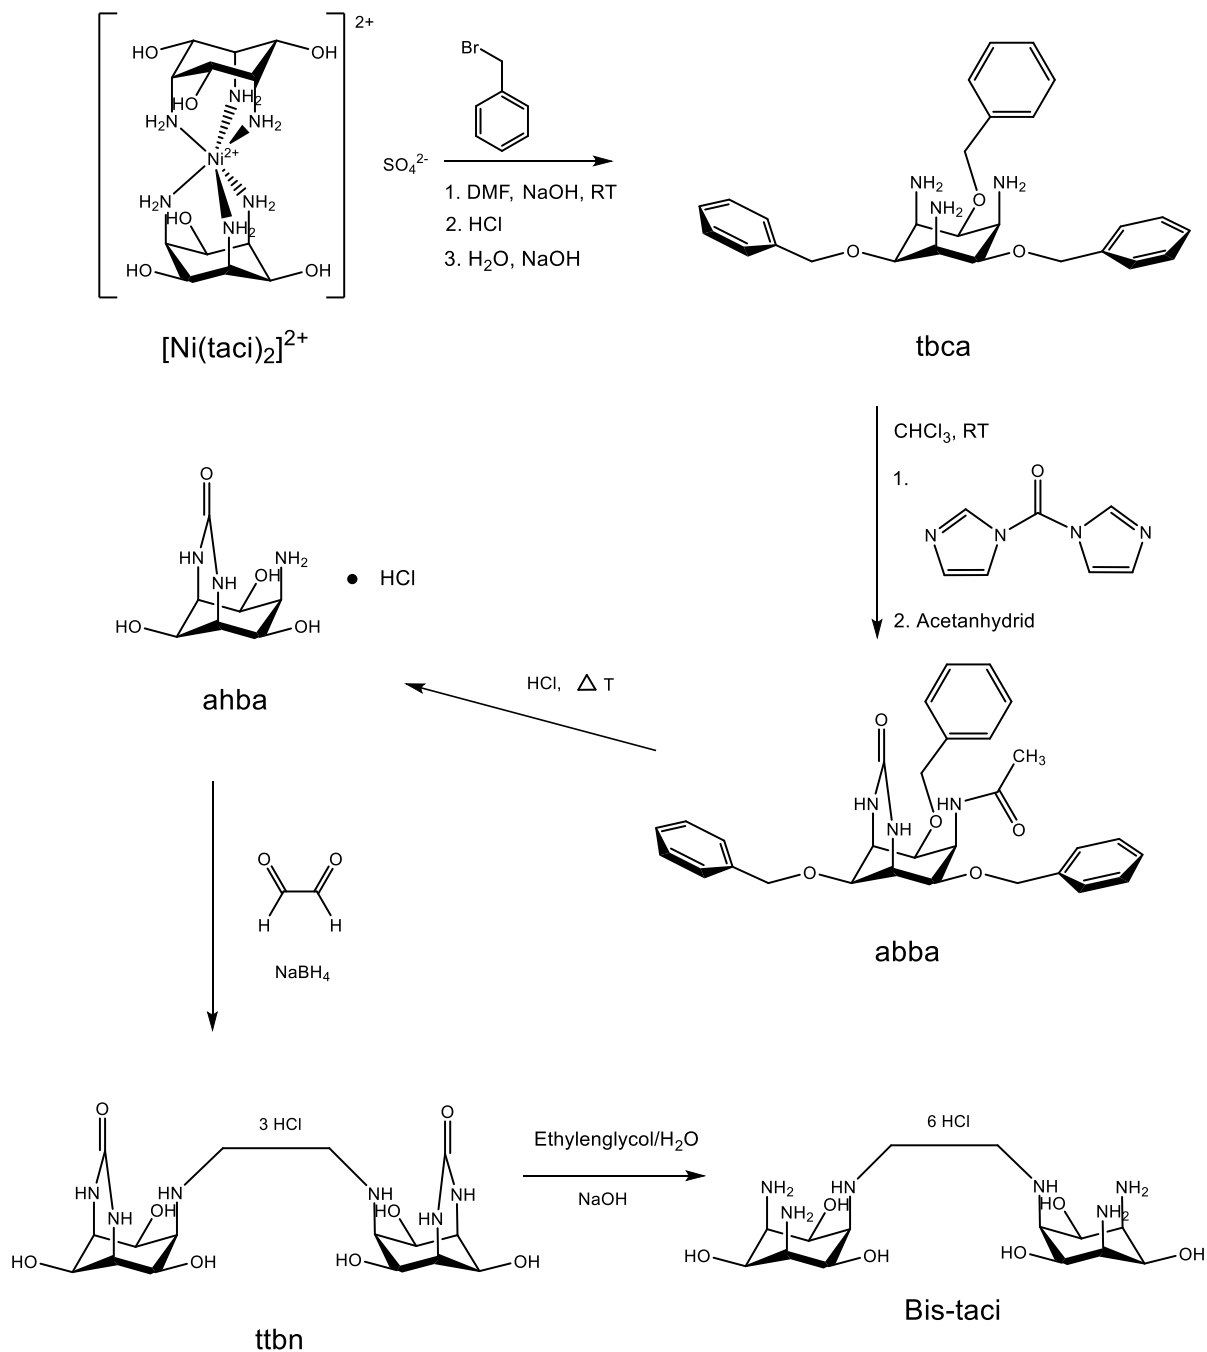 2+
HO
OH
HO
NH2
H2N
NH2
Ni2+
H2N
NH2
HO
NH2
HO
OH
[Ni(taci)2]2+
SO42-
Br
1. DMF, NaOH, RT
2. HCl
3. H2O, NaOH
NH2
NH2
NH2
O
O
O
tbca
CHCl3, RT
1.
O
N
N
N
N
2. Acetanhydrid
O
HN
NH
NH2
OH
HO
OH
• HCl
ahba
HCl, △ T
O
CH3
HN
HN
NH
O
O
O
O
abba
O
O
H
H
NaBH4
O
3 HCl
O
HN
NH
HN
OH
NH
NH
HN
HO
HO
OH
HO
OH
ttbn
Ethylenglycol/H2O
NaOH
6 HCl
NH2
NH2
HN
OH
NH
NH2
NH2
HO
HO
OH
HO
OH
Bis-taci